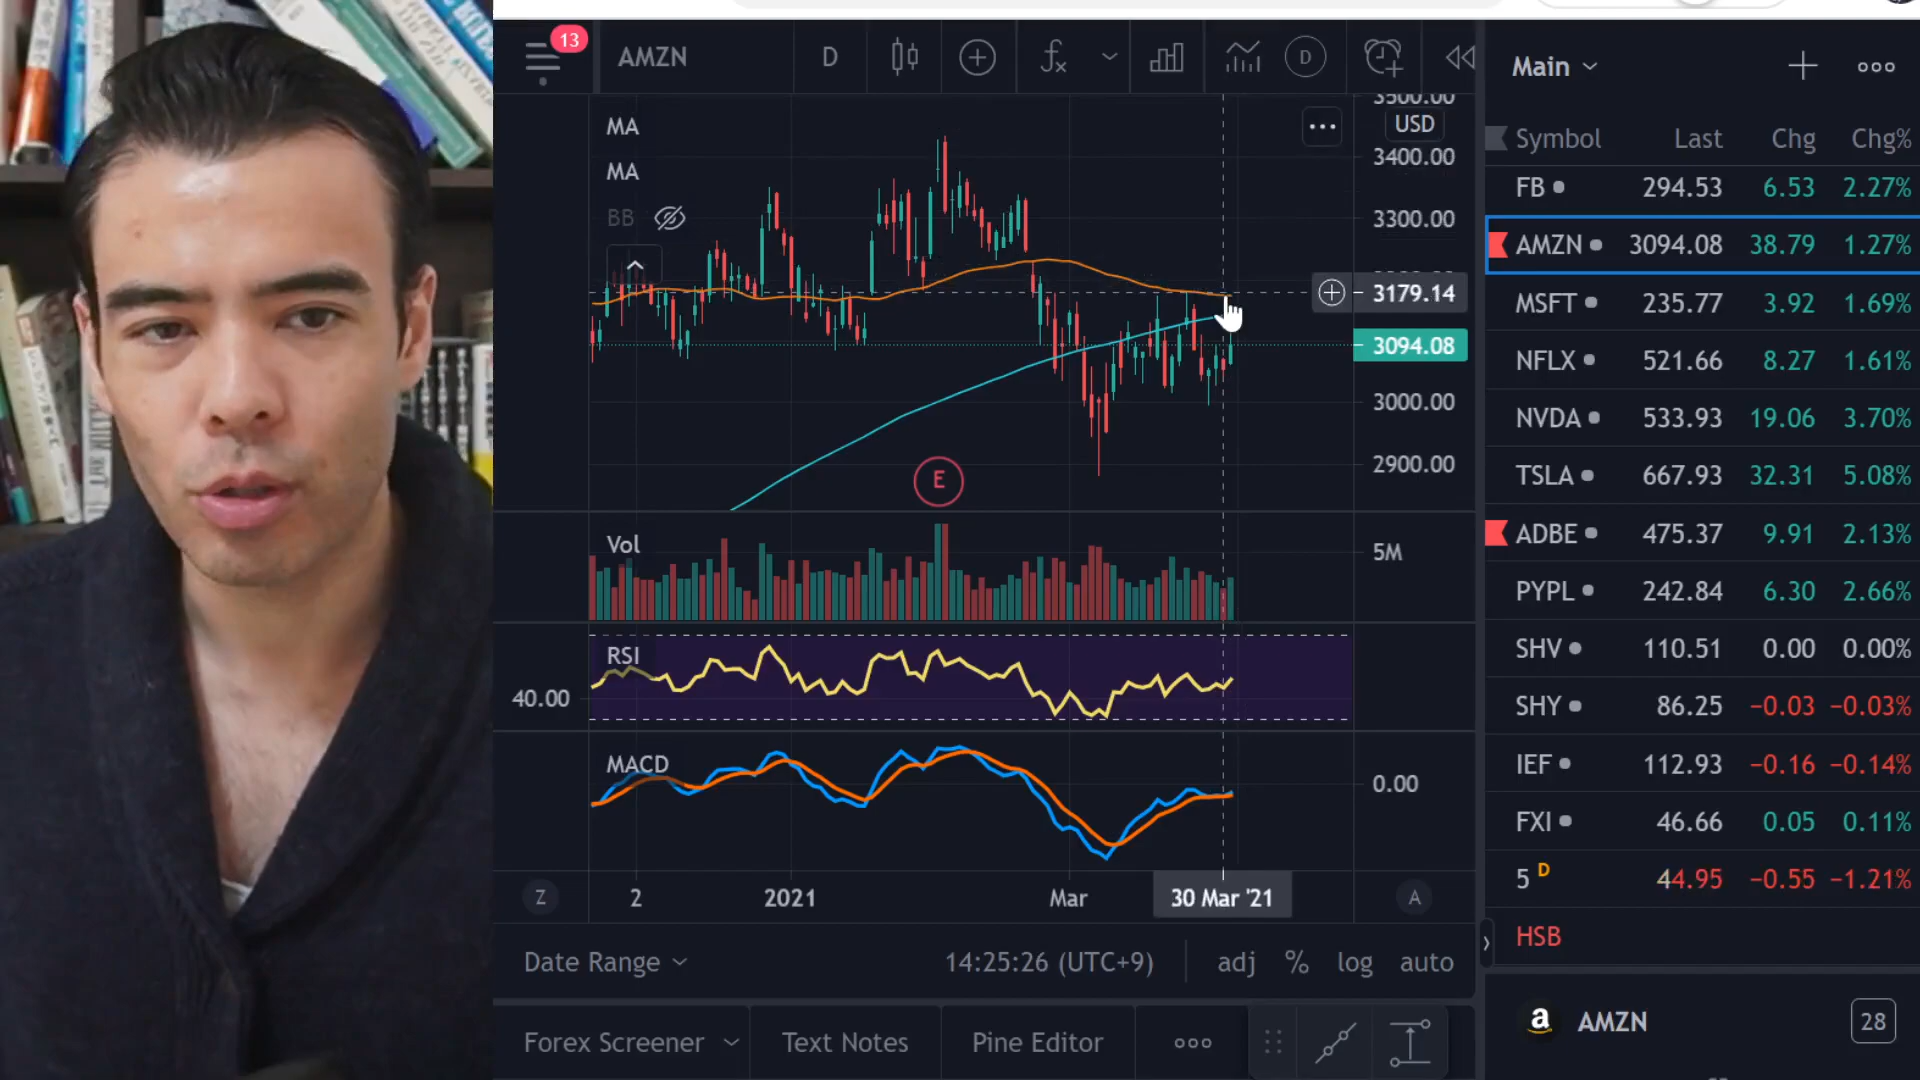 13
AMZN
D
D
Main
MA
MA
BB
3500.00
USD
3400.00
3300.00
3179.14
3094.08
3000.00
2900.00
E
Vol
5M
RSI
40.00
MACD
0.00
Z
2
2021
Mar
30 Mar '21
A
Date Range
14:25:26 (UTC+9)
adj
%
log
auto
Forex Screener
Text Notes
Pine Editor
Symbol Last Chg Chg%
FB 294.53 6.53 2.27%
AMZN 3094.08 38.79 1.27%
MSFT 235.77 3.92 1.69%
NFLX 521.66 8.27 1.61%
NVDA 533.93 19.06 3.70%
TSLA 667.93 32.31 5.08%
ADBE 475.37 9.91 2.13%
PYPL 242.84 6.30 2.66%
SHV 110.51 0.00 0.00%
SHY 86.25 −0.03 −0.03%
IEF 112.93 −0.16 −0.14%
FXI 46.66 0.05 0.11%
5 D 44.95 −0.55 −1.21%
HSB
a AMZN
28